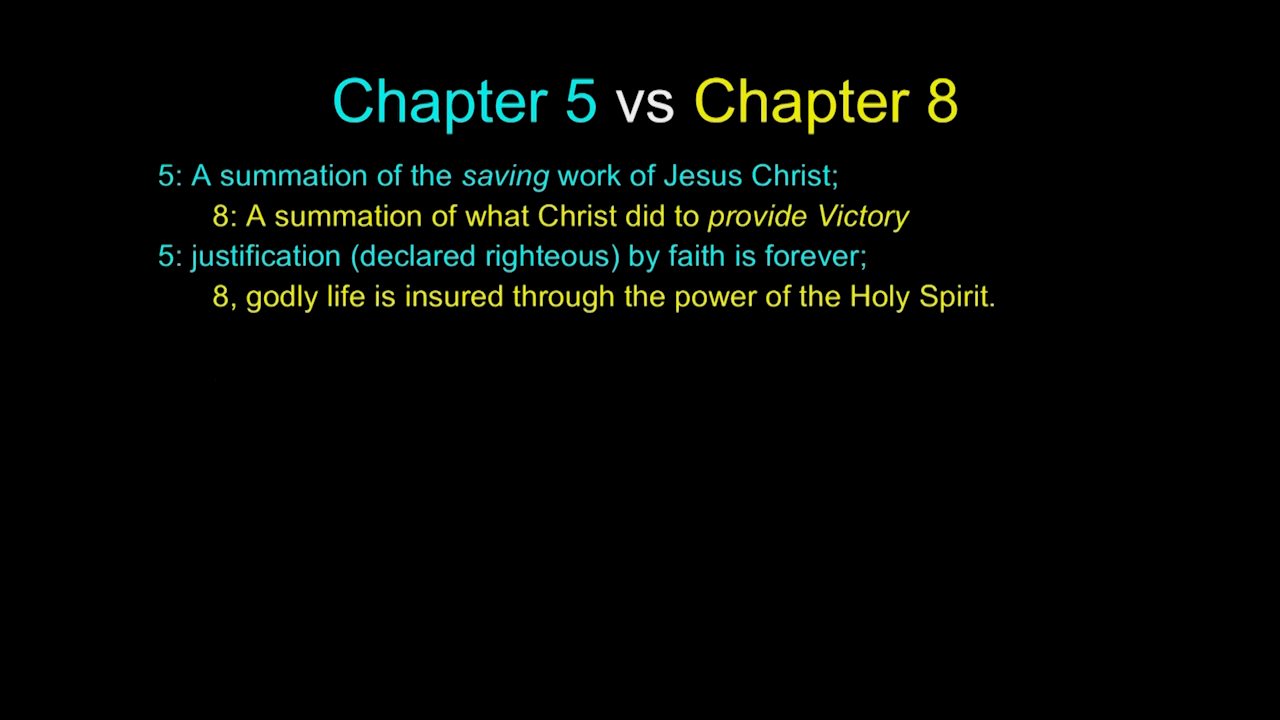 Chapter 5 vs Chapter 8
5: A summation of the saving work of Jesus Christ;
8: A summation of what Christ did to provide Victory
5: justification (declared righteous) by faith is forever;
8, godly life is insured through the power of the Holy Spirit.